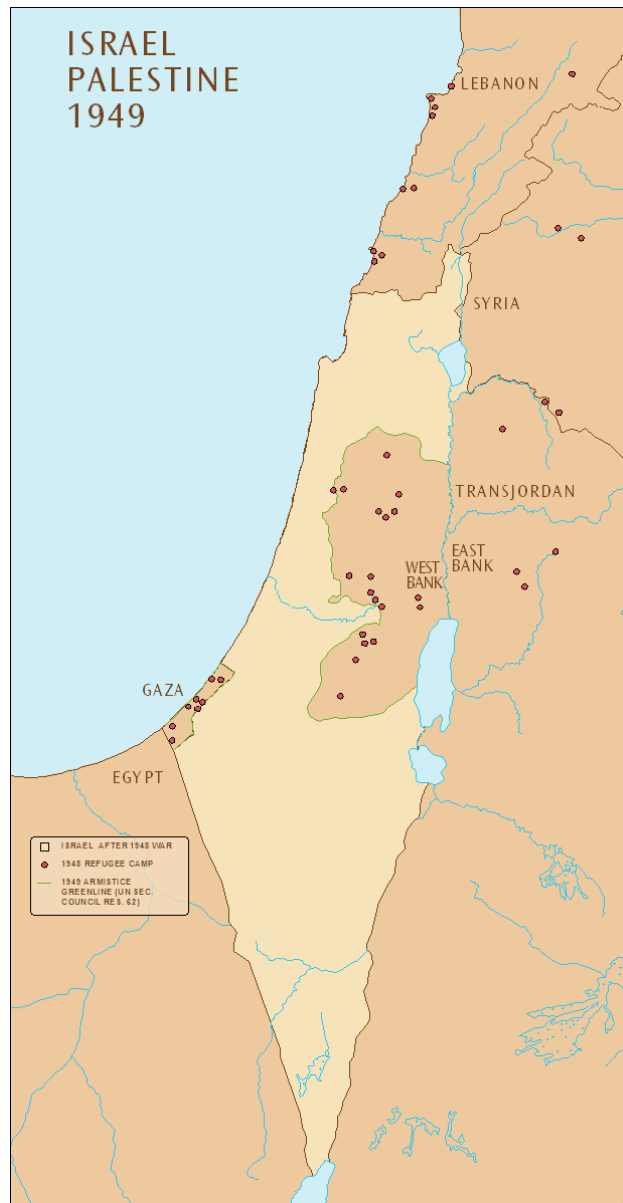 ISRAEL
PALESTINE
1949
LEBANON
SYRIA
TRANSJORDAN
EAST
BANK
WEST
BANK
GAZA
EGYPT
ISRAEL AFTER 1948 WAR
1948 REFUGEE CAMP
1949 ARMISTICE
GREENLINE (UN SEC.
COUNCIL RES. 62)